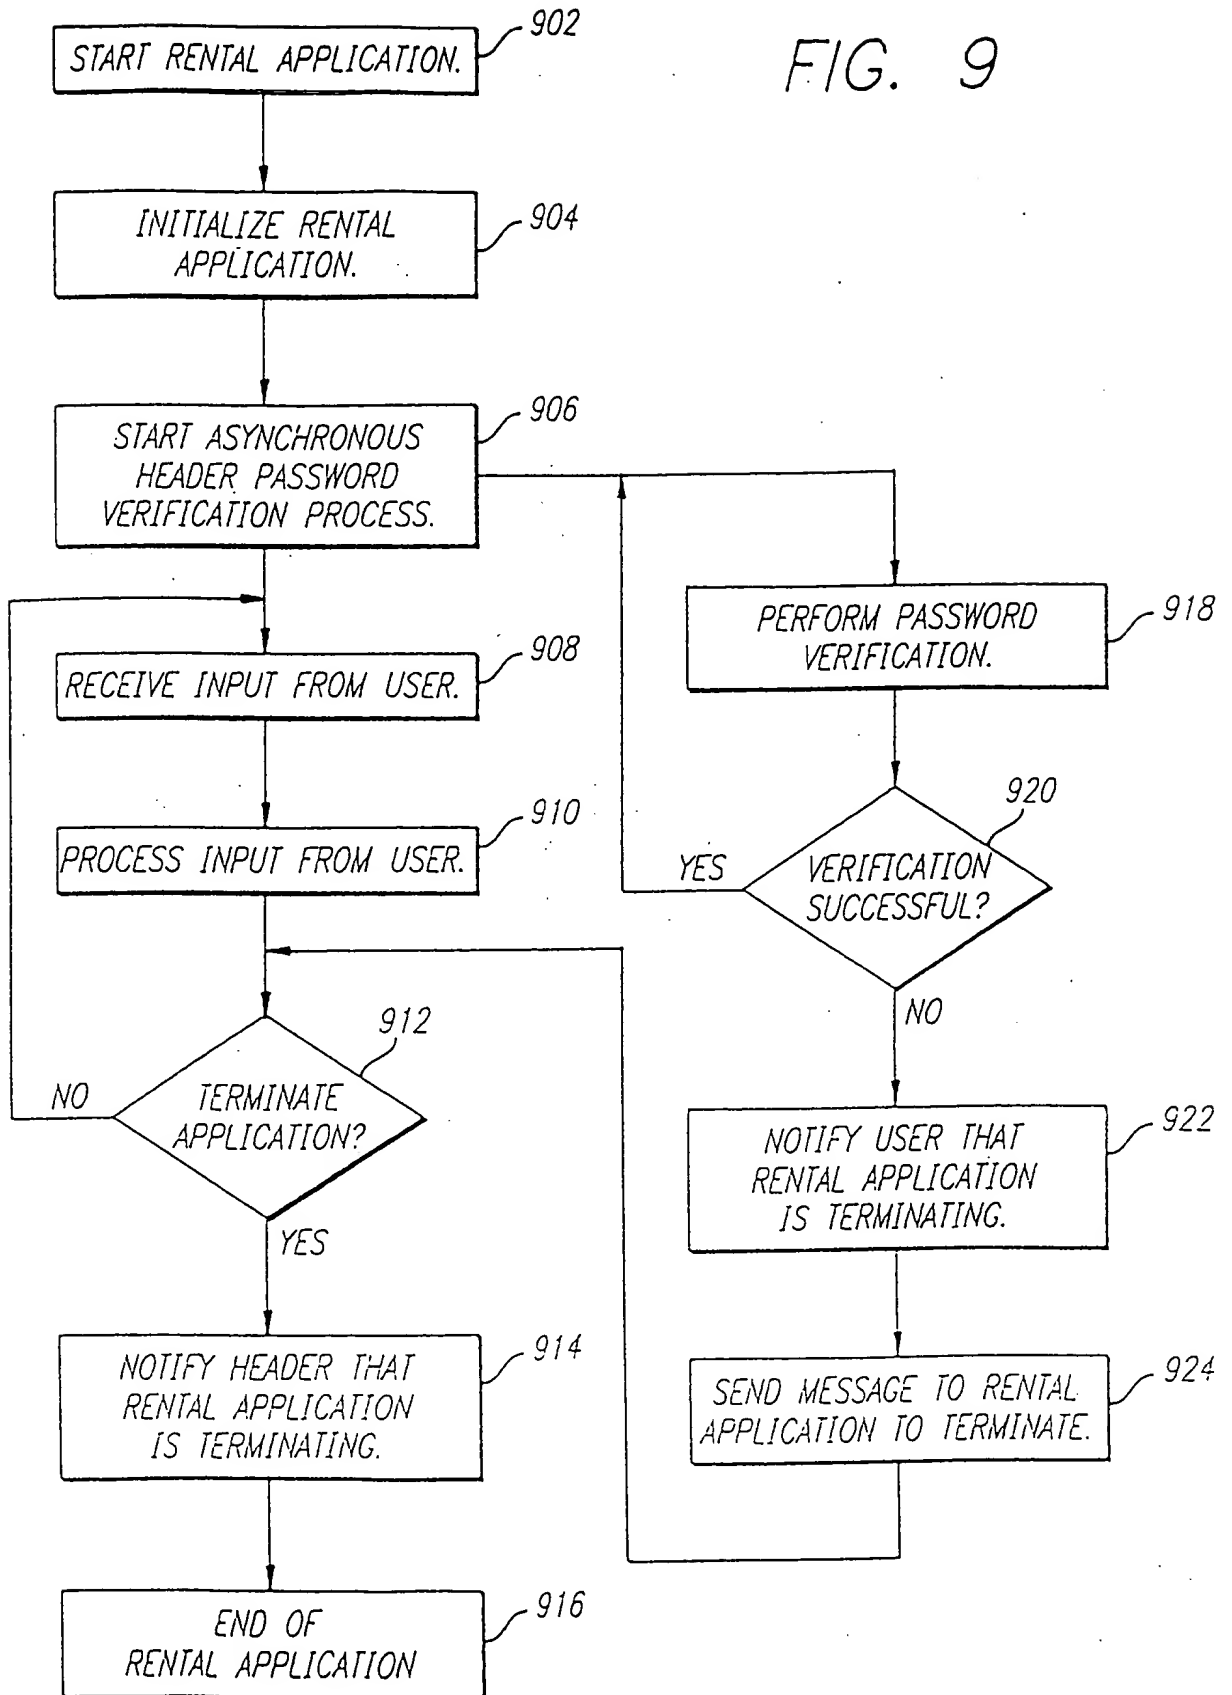 FIG. 9
902
START RENTAL APPLICATION.
904
INITIALIZE RENTAL
APPLICATION.
906
START ASYNCHRONOUS
HEADER PASSWORD
VERIFICATION PROCESS.
908
RECEIVE INPUT FROM USER.
910
PROCESS INPUT FROM USER.
912
TERMINATE
APPLICATION?
NO
YES
914
NOTIFY HEADER THAT
RENTAL APPLICATION
IS TERMINATING.
916
END OF
RENTAL APPLICATION
918
PERFORM PASSWORD
VERIFICATION.
920
VERIFICATION
SUCCESSFUL?
YES
NO
922
NOTIFY USER THAT
RENTAL APPLICATION
IS TERMINATING.
924
SEND MESSAGE TO RENTAL
APPLICATION TO TERMINATE.